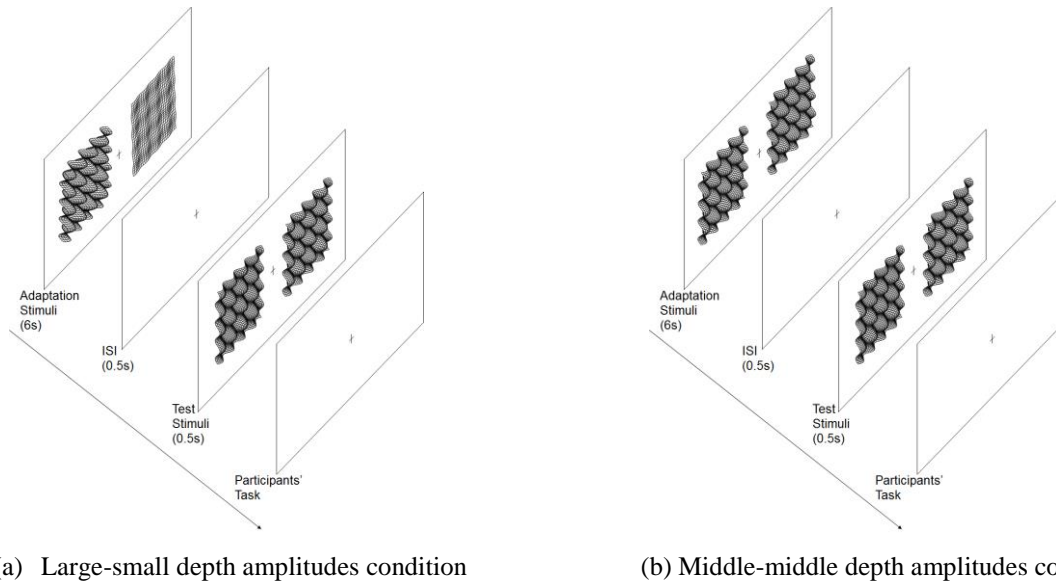 Adaptation
Stimuli
(6s)
ISI
(0.5s)
Test
Stimuli
(0.5s)
Participants'
Task
Adaptation
Stimuli
(6s)
ISI
(0.5s)
Test
Stimuli
(0.5s)
Participants'
Task
a) Large-small depth amplitudes condition
(b) Middle-middle depth amplitudes co